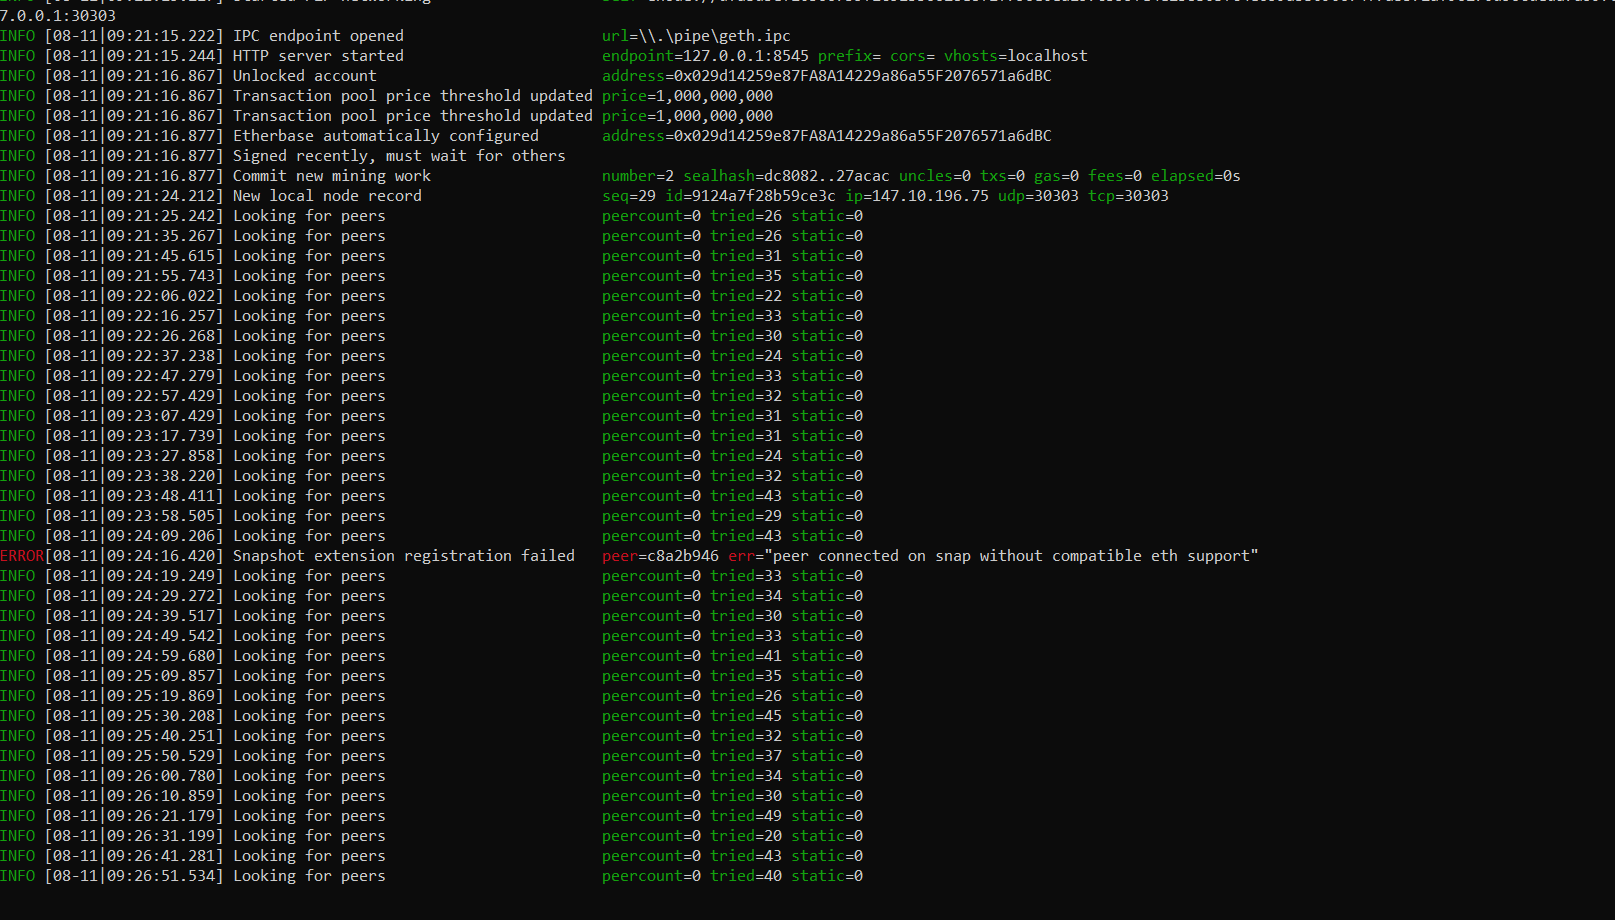 7.0.0.1:30303
INFO [08-11|09:21:15.222] IPC endpoint opened url=\\.\pipe\geth.ipc
INFO [08-11|09:21:15.244] HTTP server started endpoint=127.0.0.1:8545 prefix= cors= vhosts=localhost
INFO [08-11|09:21:16.867] Unlocked account address=0x029d14259e87FA8A14229a86a55F2076571a6dBC
INFO [08-11|09:21:16.867] Transaction pool price threshold updated price=1,000,000,000
INFO [08-11|09:21:16.867] Transaction pool price threshold updated price=1,000,000,000
INFO [08-11|09:21:16.877] Etherbase automatically configured address=0x029d14259e87FA8A14229a86a55F2076571a6dBC
INFO [08-11|09:21:16.877] Signed recently, must wait for others
INFO [08-11|09:21:16.877] Commit new mining work number=2 sealhash=dc8082..27acac uncles=0 txs=0 gas=0 fees=0 elapsed=0s
INFO [08-11|09:21:24.212] New local node record seq=29 id=9124a7f28b59ce3c ip=147.10.196.75 udp=30303 tcp=30303
INFO [08-11|09:21:25.242] Looking for peers peercount=0 tried=26 static=0
INFO [08-11|09:21:35.267] Looking for peers peercount=0 tried=26 static=0
INFO [08-11|09:21:45.615] Looking for peers peercount=0 tried=31 static=0
INFO [08-11|09:21:55.743] Looking for peers peercount=0 tried=35 static=0
INFO [08-11|09:22:06.022] Looking for peers peercount=0 tried=22 static=0
INFO [08-11|09:22:16.257] Looking for peers peercount=0 tried=33 static=0
INFO [08-11|09:22:26.268] Looking for peers peercount=0 tried=30 static=0
INFO [08-11|09:22:37.238] Looking for peers peercount=0 tried=24 static=0
INFO [08-11|09:22:47.279] Looking for peers peercount=0 tried=33 static=0
INFO [08-11|09:22:57.429] Looking for peers peercount=0 tried=32 static=0
INFO [08-11|09:23:07.429] Looking for peers peercount=0 tried=31 static=0
INFO [08-11|09:23:17.739] Looking for peers peercount=0 tried=31 static=0
INFO [08-11|09:23:27.858] Looking for peers peercount=0 tried=24 static=0
INFO [08-11|09:23:38.220] Looking for peers peercount=0 tried=32 static=0
INFO [08-11|09:23:48.411] Looking for peers peercount=0 tried=43 static=0
INFO [08-11|09:23:58.505] Looking for peers peercount=0 tried=29 static=0
INFO [08-11|09:24:09.206] Looking for peers peercount=0 tried=43 static=0
ERROR[08-11|09:24:16.420] Snapshot extension registration failed peer=c8a2b946 err="peer connected on snap without compatible eth support"
INFO [08-11|09:24:19.249] Looking for peers peercount=0 tried=33 static=0
INFO [08-11|09:24:29.272] Looking for peers peercount=0 tried=34 static=0
INFO [08-11|09:24:39.517] Looking for peers peercount=0 tried=30 static=0
INFO [08-11|09:24:49.542] Looking for peers peercount=0 tried=33 static=0
INFO [08-11|09:24:59.680] Looking for peers peercount=0 tried=41 static=0
INFO [08-11|09:25:09.857] Looking for peers peercount=0 tried=35 static=0
INFO [08-11|09:25:19.869] Looking for peers peercount=0 tried=26 static=0
INFO [08-11|09:25:30.208] Looking for peers peercount=0 tried=45 static=0
INFO [08-11|09:25:40.251] Looking for peers peercount=0 tried=32 static=0
INFO [08-11|09:25:50.529] Looking for peers peercount=0 tried=37 static=0
INFO [08-11|09:26:00.780] Looking for peers peercount=0 tried=34 static=0
INFO [08-11|09:26:10.859] Looking for peers peercount=0 tried=30 static=0
INFO [08-11|09:26:21.179] Looking for peers peercount=0 tried=49 static=0
INFO [08-11|09:26:31.199] Looking for peers peercount=0 tried=20 static=0
INFO [08-11|09:26:41.281] Looking for peers peercount=0 tried=43 static=0
INFO [08-11|09:26:51.534] Looking for peers peercount=0 tried=40 static=0